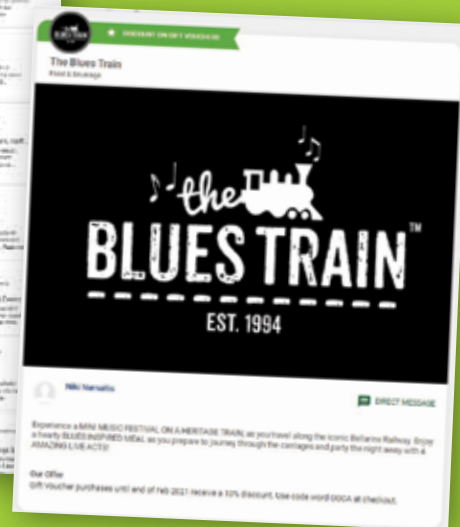 DISCOUNT ON GIFT VOUCHERS
The Blues Train
Food & Beverage
the
BLUES TRAIN™
EST. 1994
Niki
DIRECT MESSAGE
Experience a MINI MUSIC FESTIVAL ON A HERITAGE TRAIN, as you travel along the iconic Bellarine Railway. Enjoy
a hearty BLUES INSPIRED MEAL, as you prepare to journey through the carriages and party the night away with 4
AMAZING LIVE ACTS!
Our Offer
Gift voucher purchases until end of Feb 2021 receive a 10% discount. Use code word at checkout.